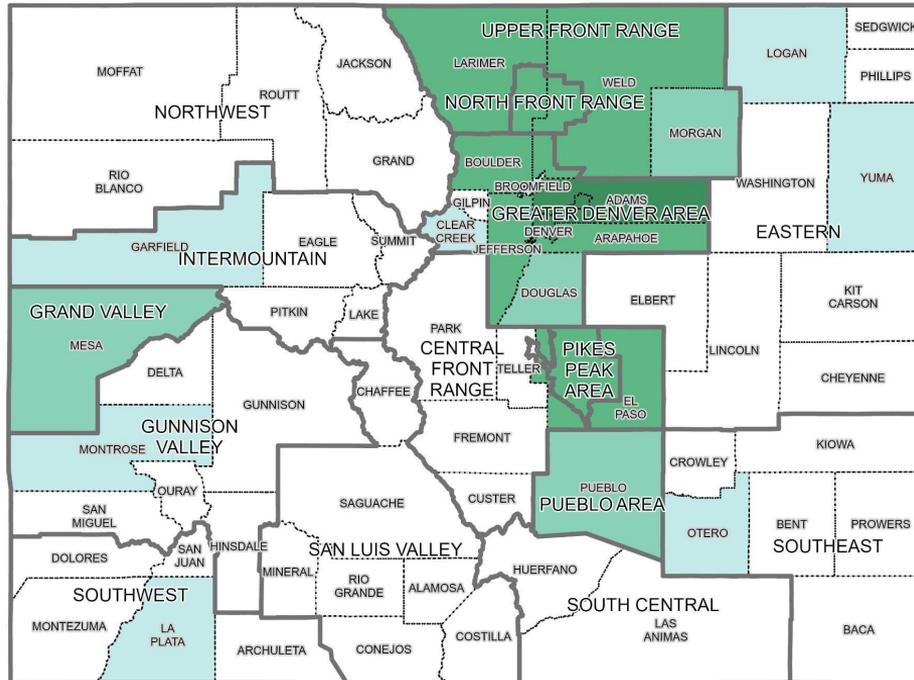 UPPER FRONT RANGE
SEDGWICK
LOGAN
LARIMER
JACKSON
MOFFAT
PHILLIPS
WELD
ROUTT
NORTHWEST
NORTH FRONT RANGE
MORGAN
GRAND
BOULDER
RIO
BLANCO
YUMA
WASHINGTON
BROOMFIELD
ADAMS
GILPIN
GREATER DENVER AREA
CLEAR
CREEK
DENVER
EASTERN
ARAPAHOE
EAGLE
SUMMIT
GARFIELD
JEFFERSON
INTERMOUNTAIN
DOUGLAS
KIT
CARSON
ELBERT
GRAND VALLEY
PITKIN
LAKE
PARK
MESA
CENTRAL
FRONT
RANGE
PIKES
PEAK
AREA
LINCOLN
TELLER
DELTA
CHEYENNE
CHAFFEE
GUNNISON
EL
PASO
GUNNISON
VALLEY
FREMONT
KIOWA
MONTROSE
CROWLEY
OURAY
PUEBLO
CUSTER
SAGUACHE
PUEBLO AREA
SAN
MIGUEL
BENT
PROWERS
OTERO
SOUTHEAST
HINSDALE
SAN LUIS VALLEY
SAN
JUAN
DOLORES
HUERFANO
MINERAL
RIO
GRANDE
ALAMOSA
SOUTHWEST
SOUTH CENTRAL
MONTEZUMA
LA
PLATA
LAS
ANIMAS
BACA
COSTILLA
ARCHULETA
CONEJOS